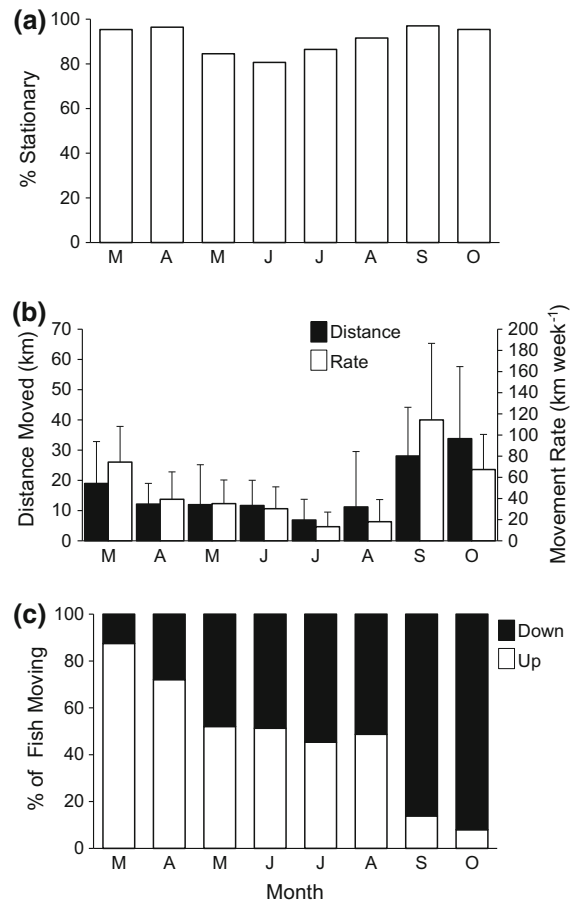 (a)
% Stationary
100
80
60
40
20
0
M A M J J A S O
(b)
Distance Moved (km)
70
60
50
40
30
20
10
0
Distance
Rate
Movement Rate (km week⁻¹)
200
180
160
140
120
100
80
60
40
20
0
M A M J J A S O
(c)
% of Fish Moving
100
80
60
40
20
0
Down
Up
M A M J J A S O
Month